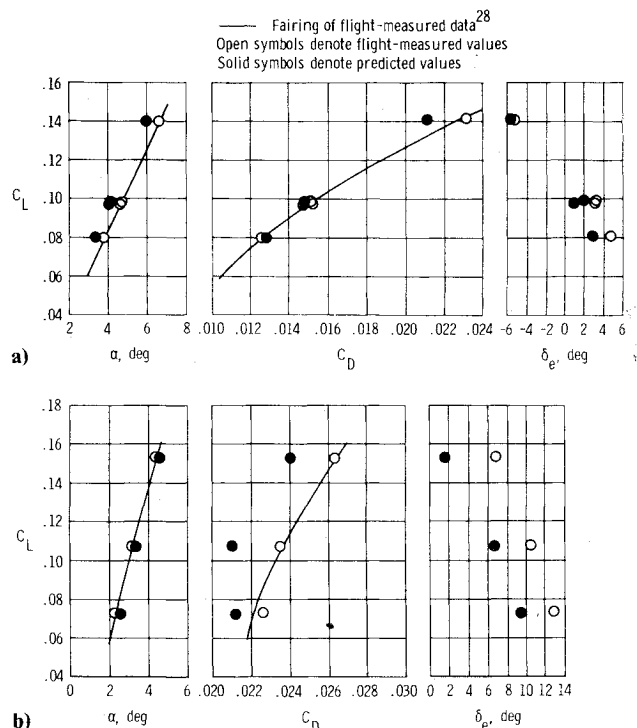 —— Fairing of flight-measured data28
Open symbols denote flight-measured values
Solid symbols denote predicted values
.16
.14
.12
.10
.08
.06
.04
CL
2 4 6 8
α, deg
.010 .012 .014 .016 .018 .020 .022 .024
CD
-6 -4 -2 0 2 4 6
δe, deg
a)
.18
.16
.14
.12
.10
.08
.06
.04
CL
0 2 4 6
α, deg
.020 .022 .024 .026 .028 .030
CD
0 2 4 6 8 10 12 14
δe, deg
b)